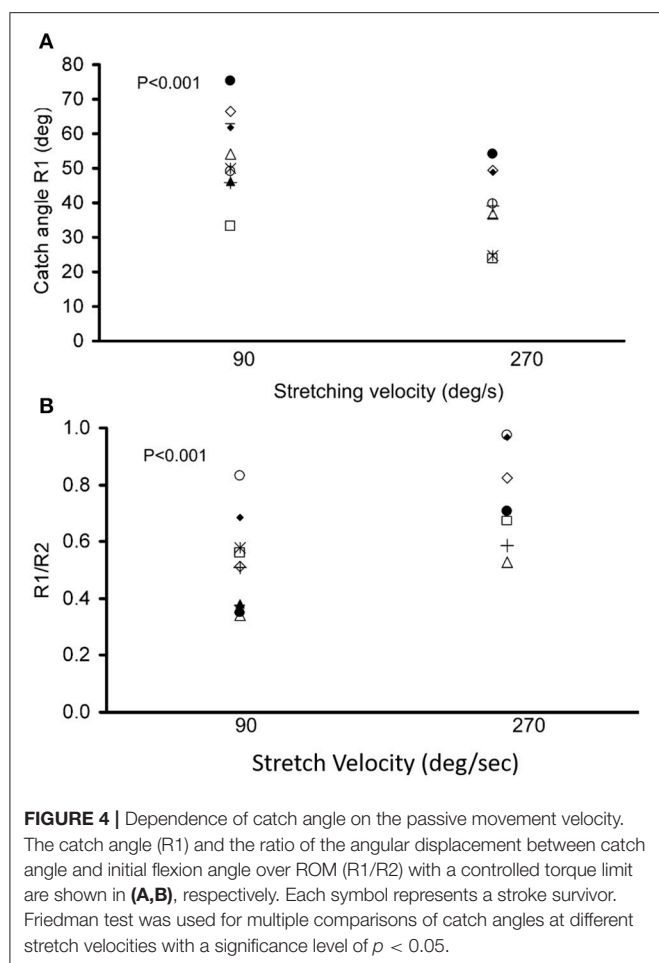 A
80
P<0.001
70
60
50
40
30
20
10
0
Catch angle R1 (deg)
90 270
Stretching velocity (deg/s)
B
1.0
P<0.001
0.8
0.6
0.4
0.2
0.0
R1/R2
90 270
Stretch Velocity (deg/sec)
FIGURE 4 | Dependence of catch angle on the passive movement velocity.
The catch angle (R1) and the ratio of the angular displacement between catch
angle and initial flexion angle over ROM (R1/R2) with a controlled torque limit
are shown in (A,B), respectively. Each symbol represents a stroke survivor.
Friedman test was used for multiple comparisons of catch angles at different
stretch velocities with a significance level of p < 0.05.